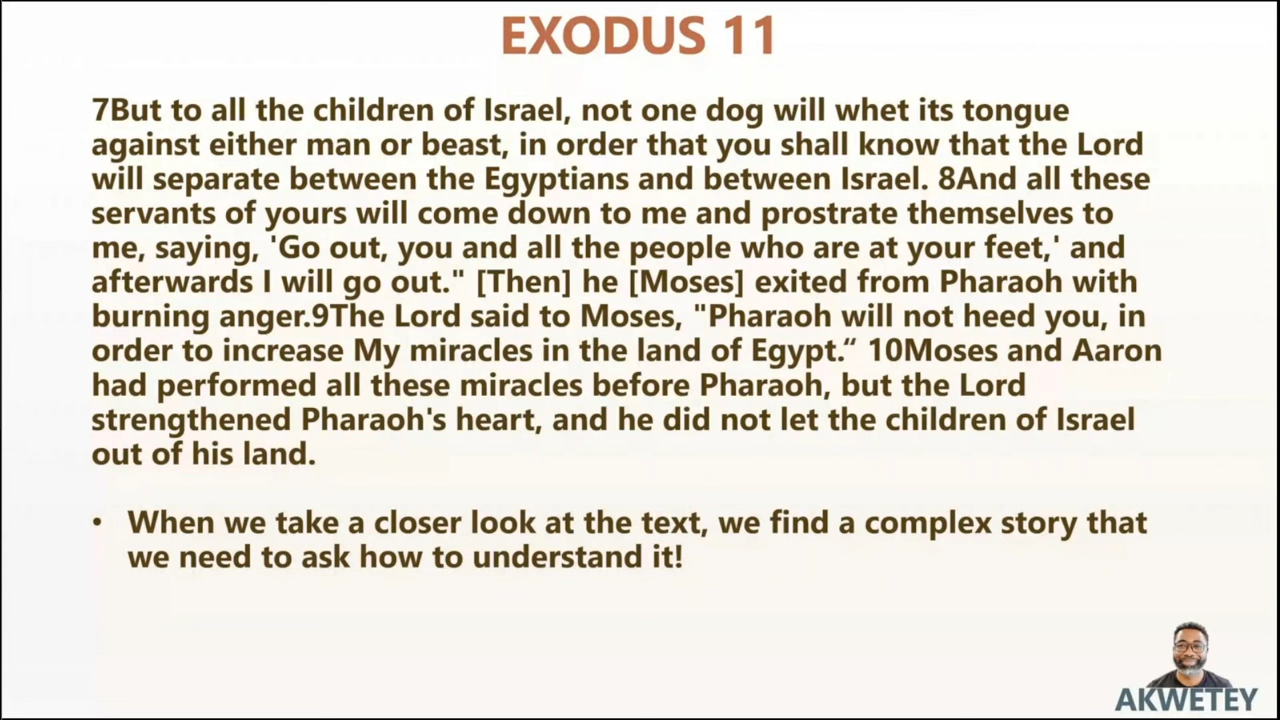 EXODUS 11
7But to all the children of Israel, not one dog will whet its tongue
against either man or beast, in order that you shall know that the Lord
will separate between the Egyptians and between Israel. 8And all these
servants of yours will come down to me and prostrate themselves to
me, saying, 'Go out, you and all the people who are at your feet,' and
afterwards I will go out." [Then] he [Moses] exited from Pharaoh with
burning anger.9The Lord said to Moses, "Pharaoh will not heed you, in
order to increase My miracles in the land of Egypt.“ 10Moses and Aaron
had performed all these miracles before Pharaoh, but the Lord
strengthened Pharaoh's heart, and he did not let the children of Israel
out of his land.
• When we take a closer look at the text, we find a complex story that
we need to ask how to understand it!
AKWETEY